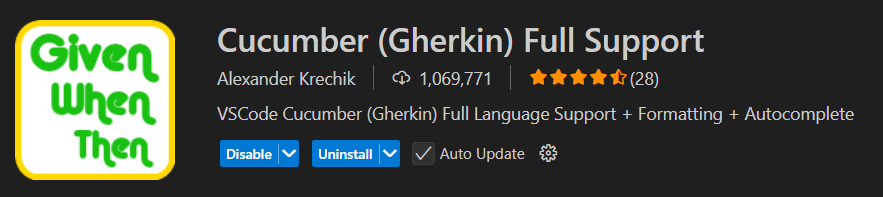 Given
When
Then
Cucumber (Gherkin) Full Support
Alexander Krechik 1,069,771 (28)
VSCode Cucumber (Gherkin) Full Language Support + Formatting + Autocomplete
Disable Uninstall Auto Update